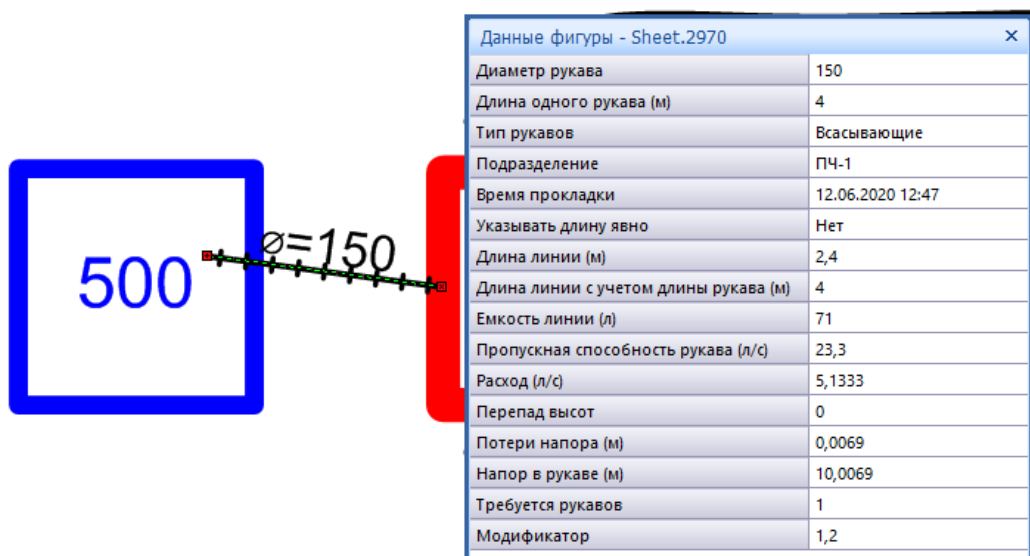 Данные фигуры - Sheet.2970
Диаметр рукава 150
Длина одного рукава (м) 4
Тип рукавов Всасывающие
Подразделение ПЧ-1
Время прокладки 12.06.2020 12:47
Указывать длину явно Нет
Длина линии (м) 2,4
Длина линии с учетом длины рукава (м) 4
Емкость линии (л) 71
Пропускная способность рукава (л/с) 23,3
Расход (л/с) 5,1333
Перепад высот 0
Потери напора (м) 0,0069
Напор в рукаве (м) 10,0069
Требуется рукавов 1
Модификатор 1,2
500
⌀=150